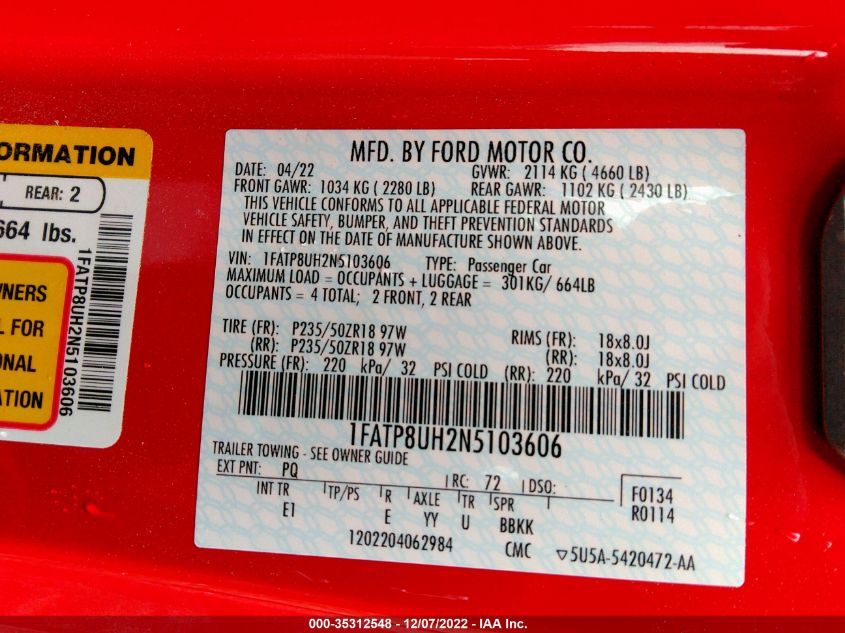 ORMATION
REAR: 2
664 lbs.
WNERS
L FOR
ONAL
ATION
1FATP8UH2N5103606
MFD. BY FORD MOTOR CO.
DATE: 04/22 GVWR: 2114 KG ( 4660 LB)
FRONT GAWR: 1034 KG ( 2280 LB) REAR GAWR: 1102 KG ( 2430 LB)
THIS VEHICLE CONFORMS TO ALL APPLICABLE FEDERAL MOTOR
VEHICLE SAFETY, BUMPER, AND THEFT PREVENTION STANDARDS
IN EFFECT ON THE DATE OF MANUFACTURE SHOWN ABOVE.
VIN: 1FATP8UH2N5103606 TYPE: Passenger Car
MAXIMUM LOAD = OCCUPANTS + LUGGAGE = 301KG/ 664LB
OCCUPANTS = 4 TOTAL; 2 FRONT, 2 REAR
TIRE (FR): P235/50ZR18 97W RIMS (FR): 18x8.0J
(RR): P235/50ZR18 97W (RR): 18x8.0J
PRESSURE (FR): 220 kPa/ 32 PSI COLD (RR): 220 kPa/ 32 PSI COLD
1FATP8UH2N5103606
TRAILER TOWING - SEE OWNER GUIDE
EXT PNT: PQ RC: 72 DSO: F0134
INT TR TP/PS R AXLE TR SPR R0114
E1 E YY U BBKK
1202204062984 CMC ▽5U5A-5420472-AA
000-35312548 - 12/07/2022 - IAA Inc.